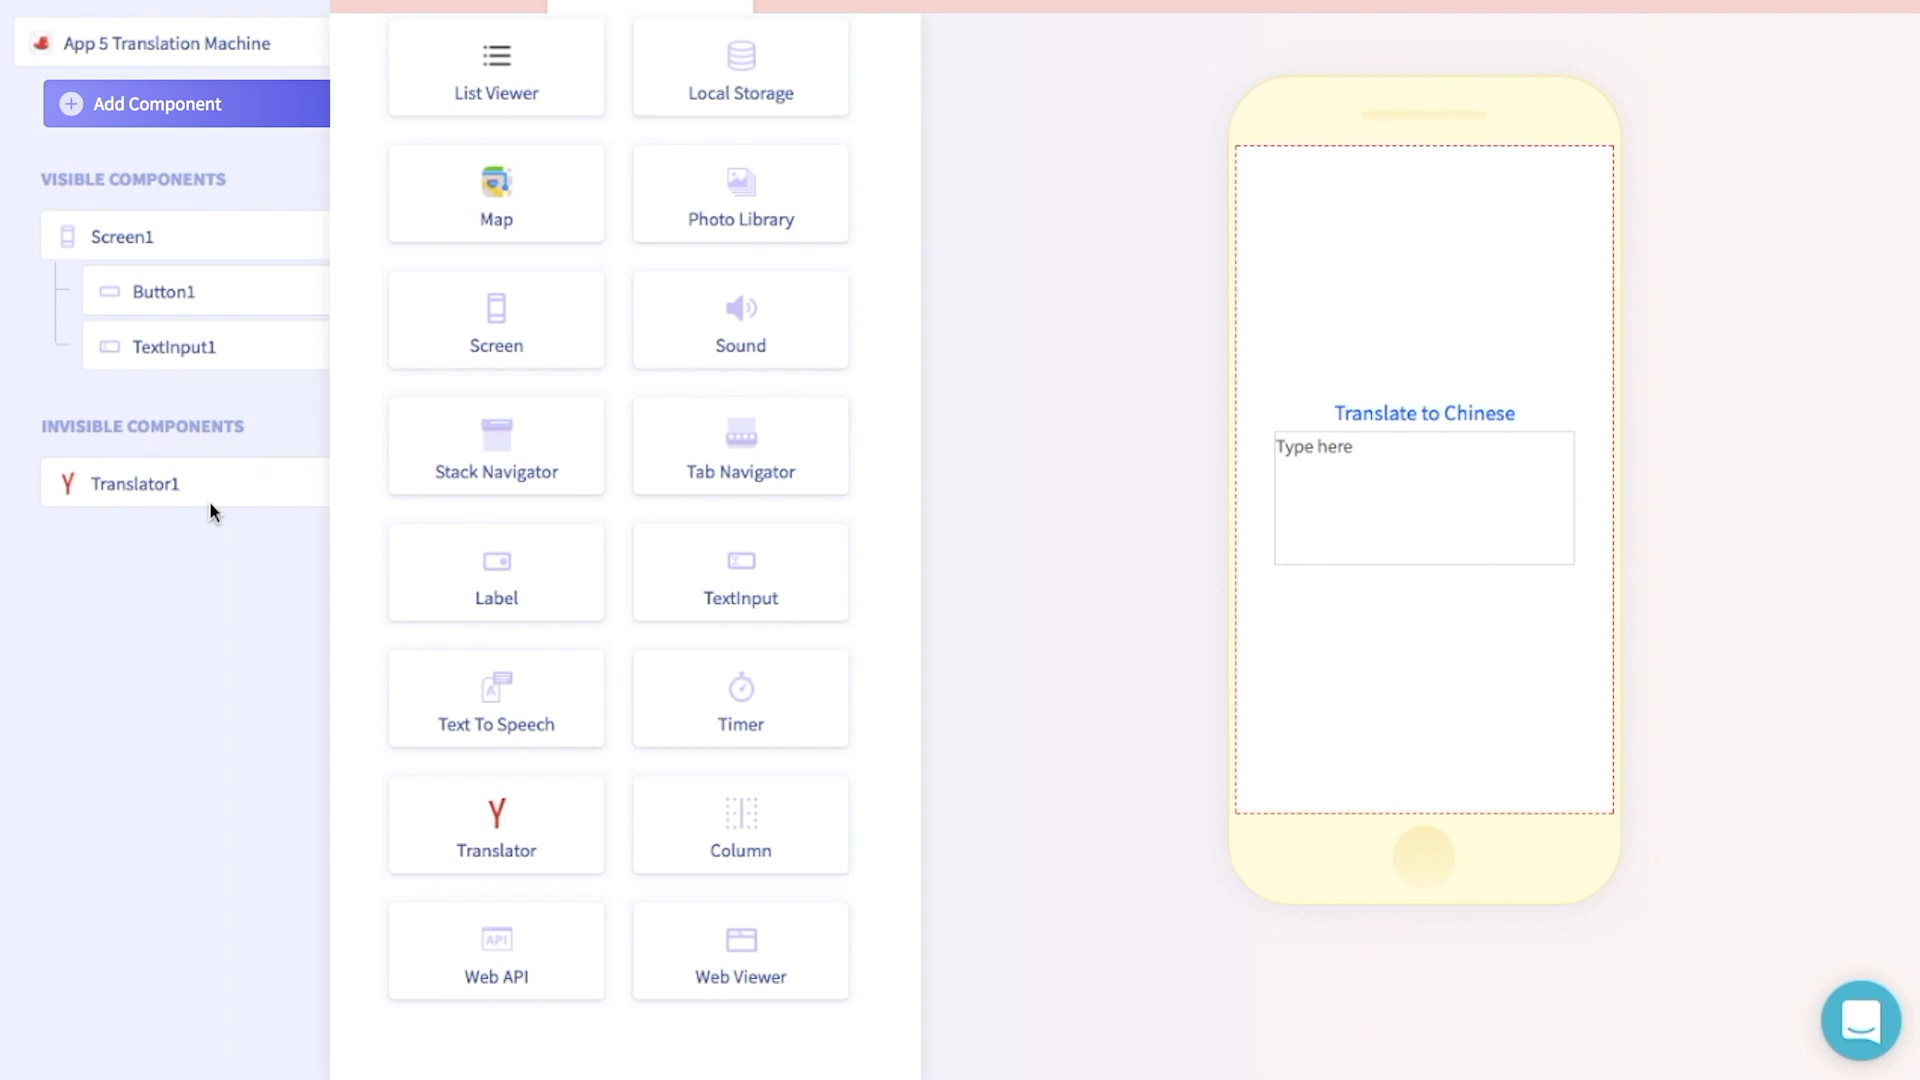 App 5 Translation Machine
Add Component
VISIBLE COMPONENTS
Screen1
Button1
TextInput1
INVISIBLE COMPONENTS
Translator1
List Viewer
Local Storage
Map
Photo Library
Screen
Sound
Stack Navigator
Tab Navigator
Label
TextInput
Text To Speech
Timer
Translator
Column
API
Web API
Web Viewer
Translate to Chinese
Type here